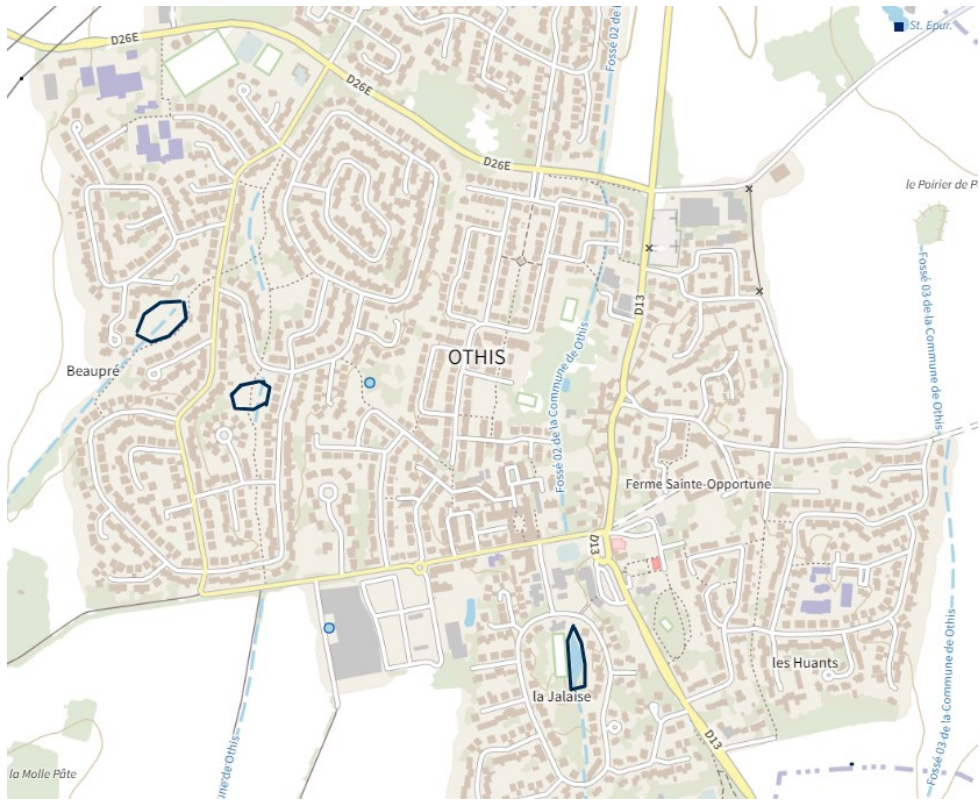 D26E
Fossé 02 de l
St. Epur.
D26E
D26E
le Poirier de P
Fossé 03 de la Commune de Othis
D13
Fossé 02 de la Commune de Othis
OTHIS
Beaupré
Ferme Sainte-Opportune
D13
les Huants
la Jalaise
Fossé 03 de la Commune de Othis
D13
la Molle Pâte
ne de Othis